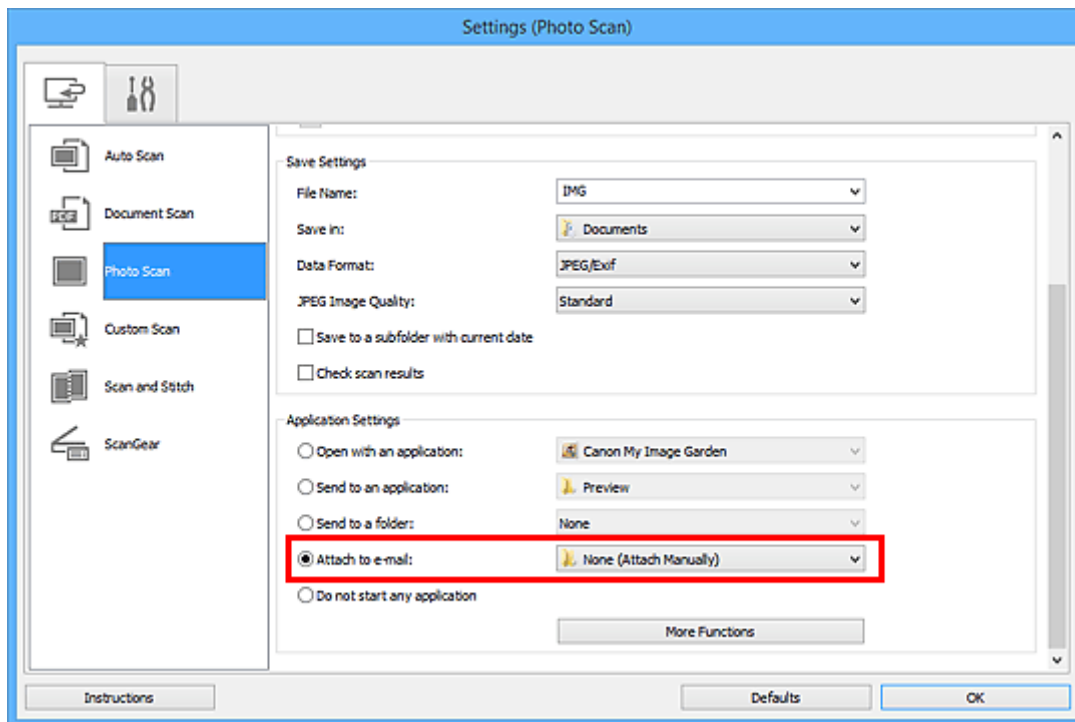 Settings (Photo Scan)
Auto Scan
PDF
Document Scan
Photo Scan
Custom Scan
Scan and Stitch
ScanGear
Save Settings
File Name: IMG
Save in: Documents
Data Format: JPEG/Exif
JPEG Image Quality: Standard
Save to a subfolder with current date
Check scan results
Application Settings
Open with an application: Canon My Image Garden
Send to an application: Preview
Send to a folder: None
Attach to e-mail: None (Attach Manually)
Do not start any application
More Functions
Instructions Defaults OK